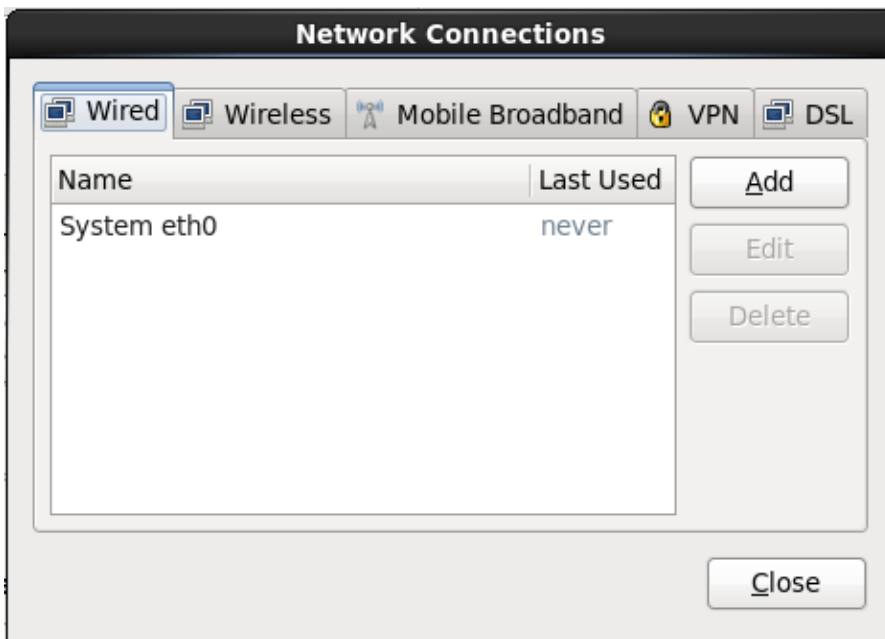 Network Connections
Wired Wireless Mobile Broadband VPN DSL
Name Last Used Add
System eth0 never
Edit
Delete
Close